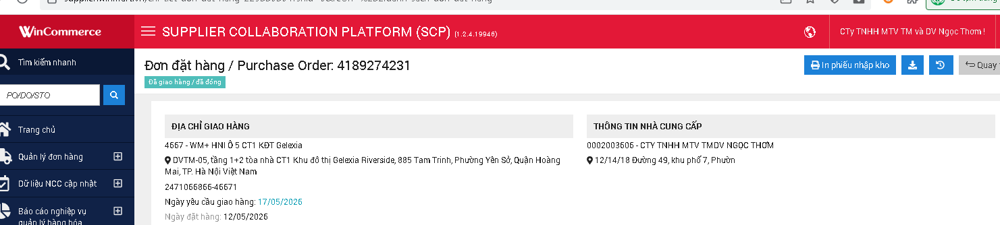 WinCommerce
SUPPLIER COLLABORATION PLATFORM (SCP) (1.2.4.19946)
CTy TNHH MTV TM và DV Ngọc Thơm !
Tìm kiếm nhanh
PO/DO/STO
Trang chủ
Quản lý đơn hàng
Dữ liệu NCC cập nhật
Báo cáo nghiệp vụ
quản lý hàng hóa
Đơn đặt hàng / Purchase Order: 4189274231
Đã giao hàng / đã đóng
In phiếu nhập kho
Quay
ĐỊA CHỈ GIAO HÀNG
4667 - WM+ HNI Ô 5 CT1 KĐT Gelexia
DVTM-05, tầng 1+2 tòa nhà CT1 Khu đô thị Gelexia Riverside, 885 Tam Trinh, Phường Yên Sở, Quận Hoàng
Mai, TP. Hà Nội Việt Nam
2471066866-46671
Ngày yêu cầu giao hàng: 17/05/2026
Ngày đặt hàng: 12/05/2026
THÔNG TIN NHÀ CUNG CẤP
0002003606 - CTY TNHH MTV TMDV NGỌC THƠM
12/14/18 Đường 49, khu phố 7, Phườn